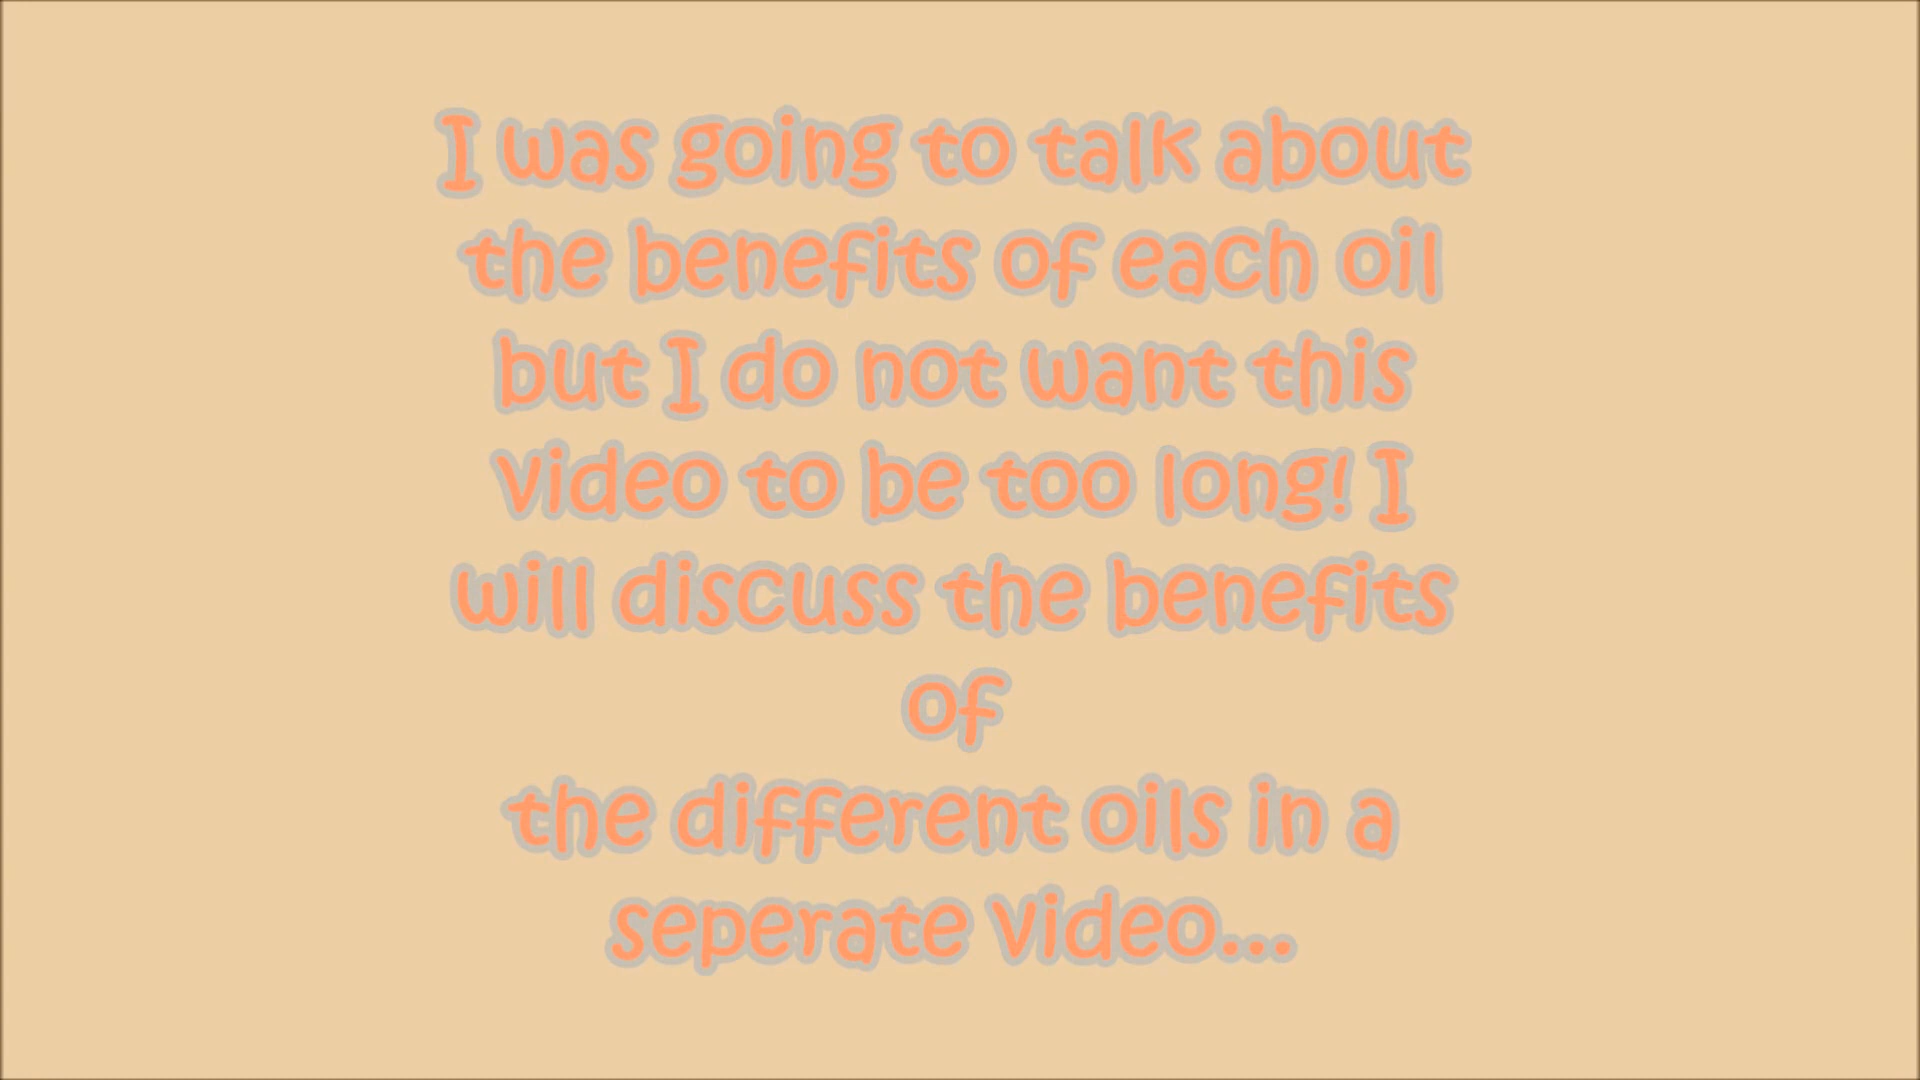 I was going to talk about
the benefits of each oil
but I do not want this
video to be too long! I
will discuss the benefits
of
the different oils in a
seperate video...